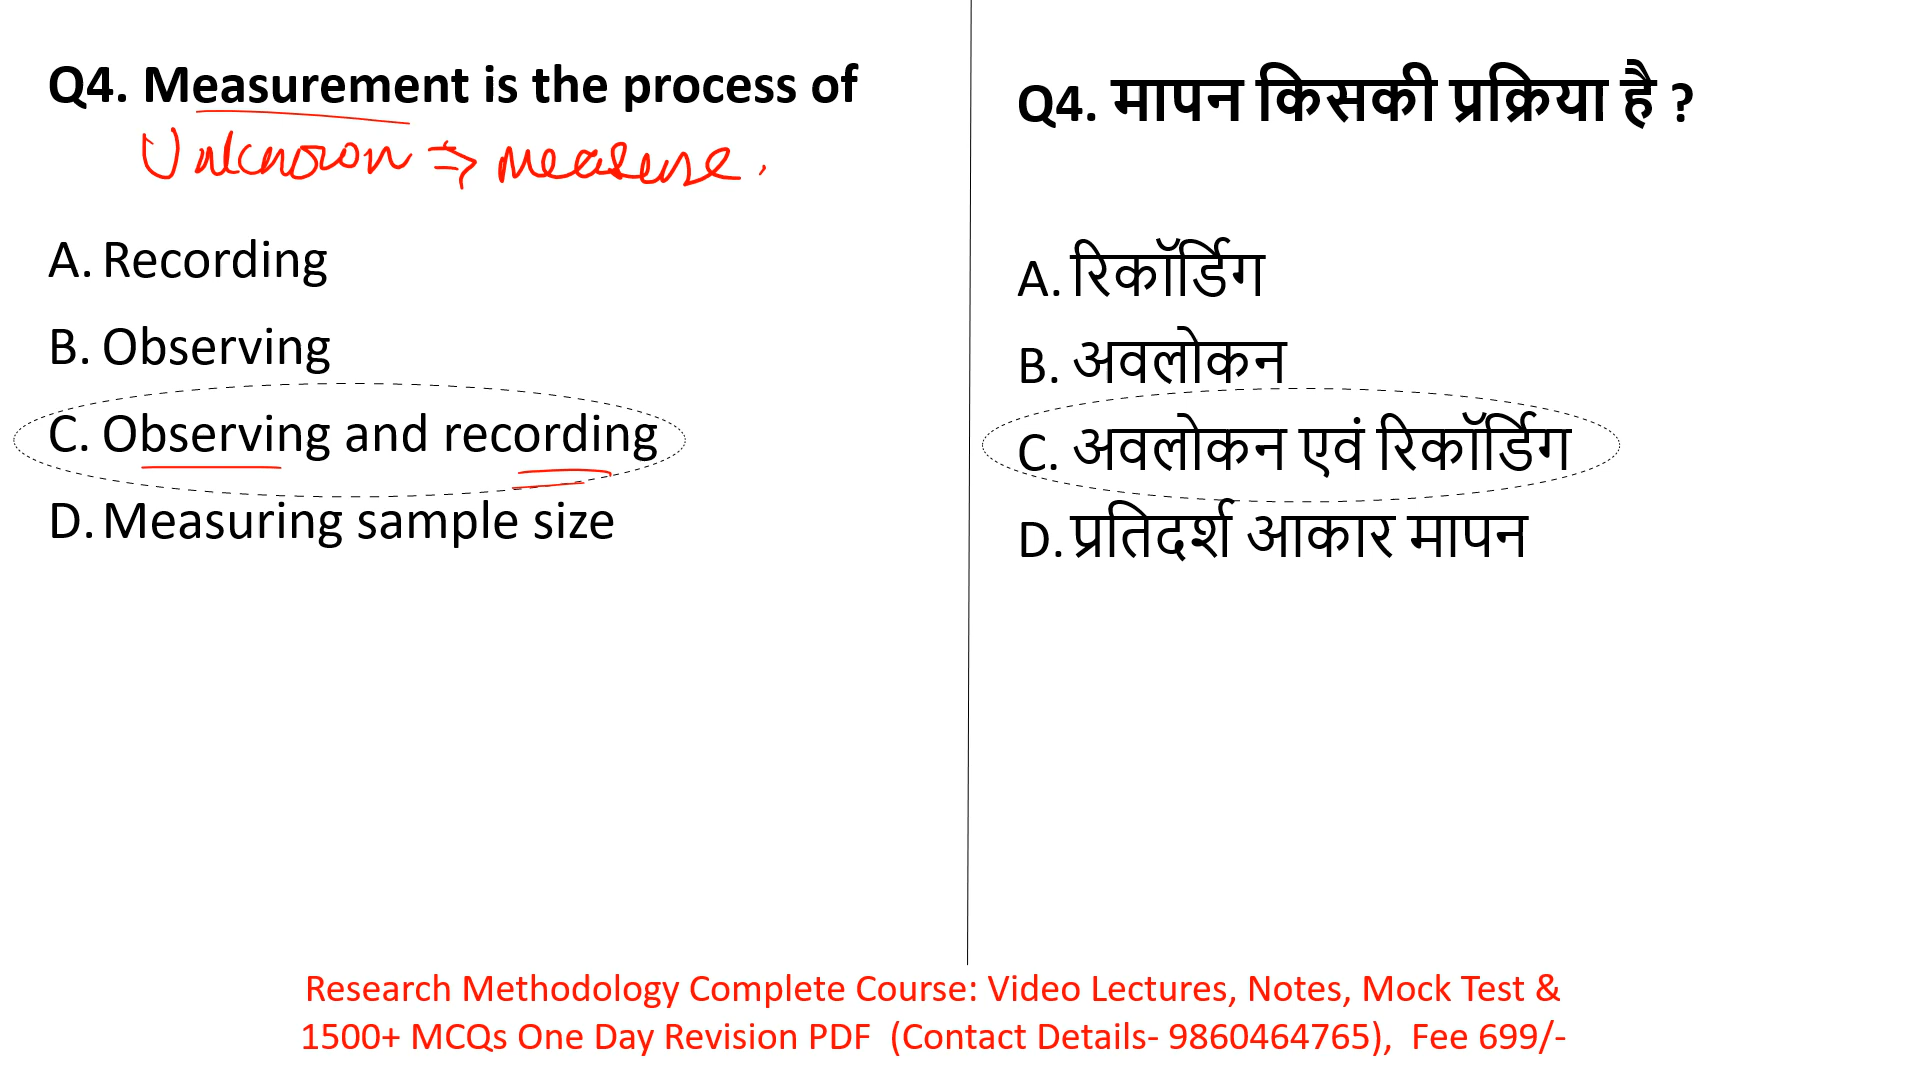 Q4. Measurement is the process of
Unknown ⇒ measure.
A. Recording
B. Observing
C. Observing and recording
D. Measuring sample size
Q4. मापन किसकी प्रक्रिया है ?
A. रिकॉर्डिग
B. अवलोकन
C. अवलोकन एवं रिकॉर्डिग
D. प्रतिदर्श आकार मापन
Research Methodology Complete Course: Video Lectures, Notes, Mock Test &
1500+ MCQs One Day Revision PDF (Contact Details- 9860464765), Fee 699/-